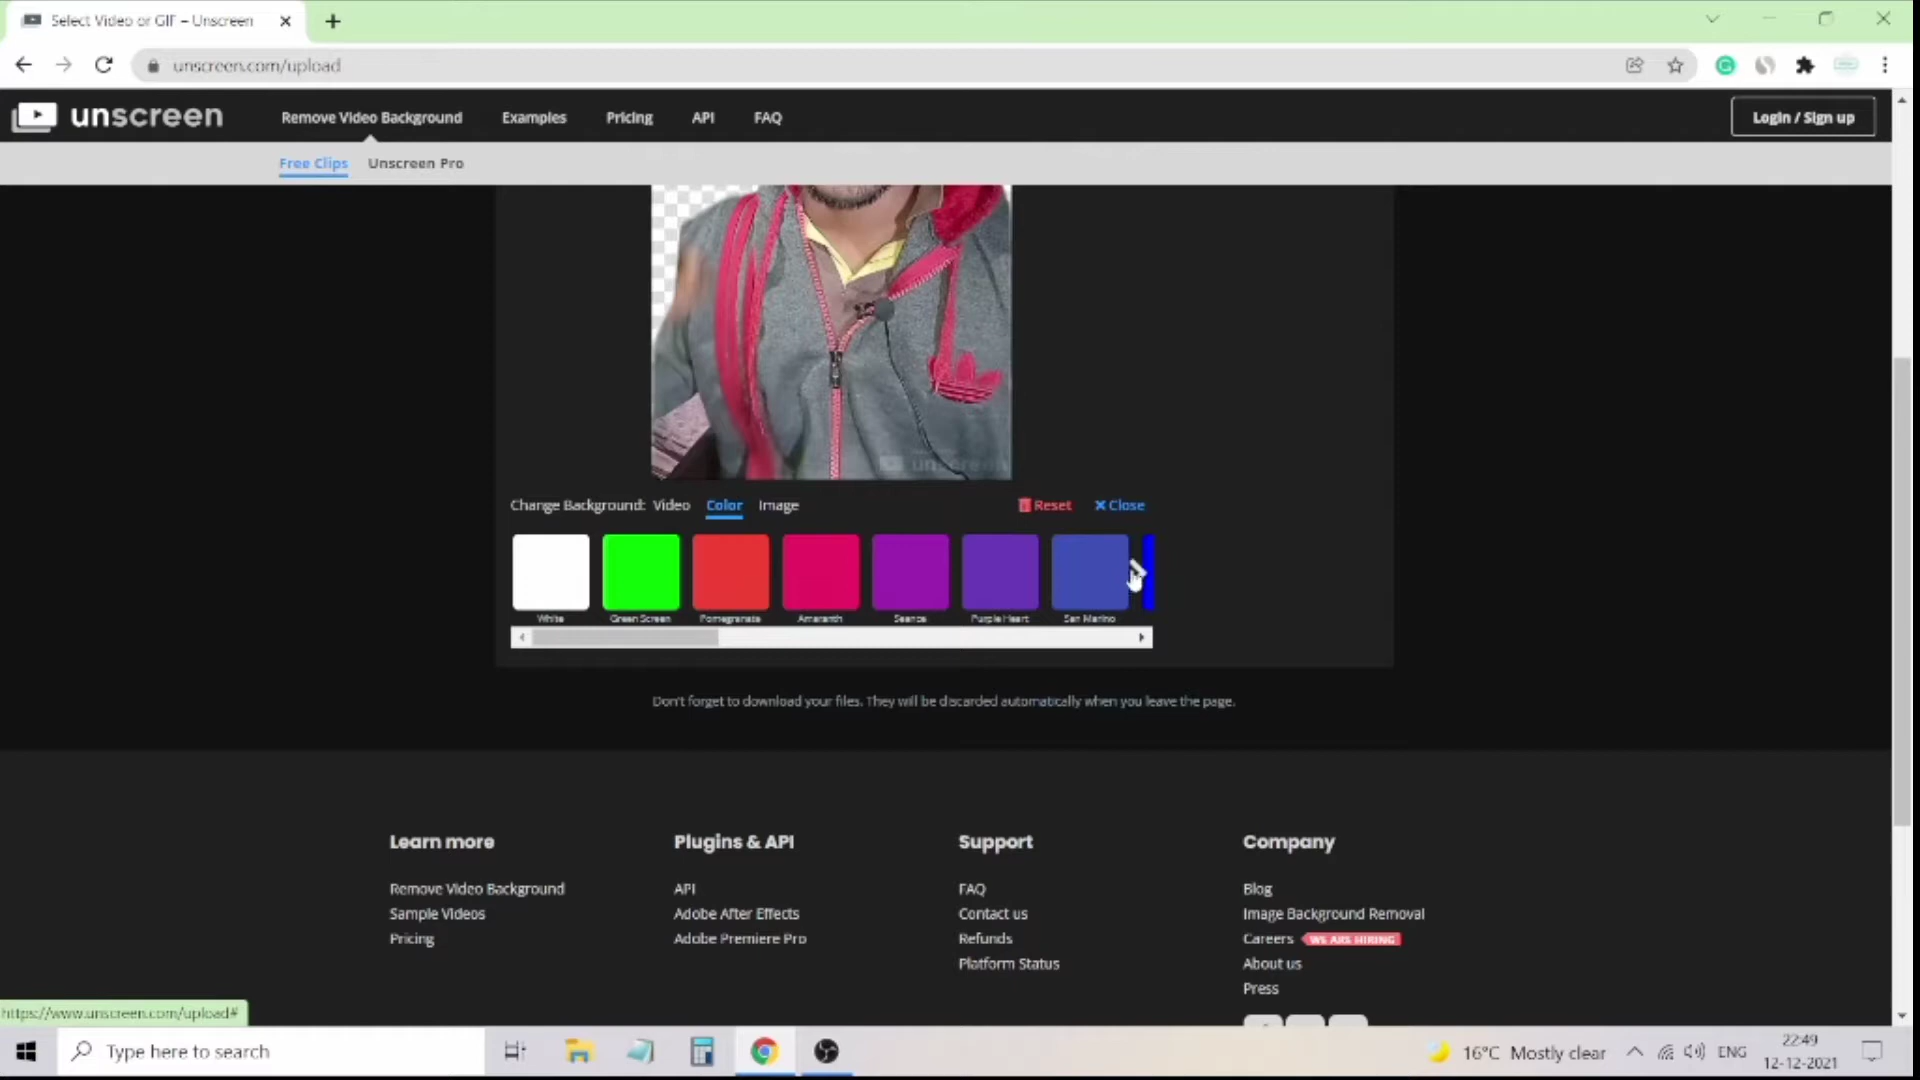 Select Video or GIF – Unscreen
unscreen.com/upload
unscreen
Remove Video Background
Examples
Pricing
API
FAQ
Login / Sign up
Free Clips
Unscreen Pro
unscreen
Change Background:
Video
Color
Image
Reset
Close
White
Green Screen
Pomegranate
Amaranth
Seance
Purple Heart
San Marino
Don't forget to download your files. They will be discarded automatically when you leave the page.
Learn more
Remove Video Background
Sample Videos
Pricing
Plugins & API
API
Adobe After Effects
Adobe Premiere Pro
Support
FAQ
Contact us
Refunds
Platform Status
Company
Blog
Image Background Removal
Careers
WE ARE HIRING
About us
Press
https://www.unscreen.com/upload#
Type here to search
16°C Mostly clear
ENG
22:49
12-12-2021